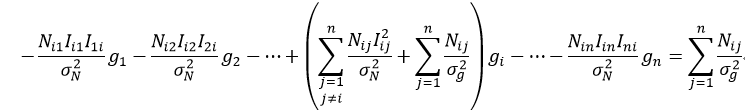 $$-\frac{N_{i1}I_{i1}I_{1i}}{\sigma_N^2}g_1-\frac{N_{i2}I_{i2}I_{2i}}{\sigma_N^2}g_2-\cdots+\left(\sum_{\substack{j=1\\j\neq i}}^{n}\frac{N_{ij}I_{ij}^2}{\sigma_N^2}+\sum_{j=1}^{n}\frac{N_{ij}}{\sigma_g^2}\right)g_i-\cdots-\frac{N_{in}I_{in}I_{ni}}{\sigma_N^2}g_n=\sum_{j=1}^{n}\frac{N_{ij}}{\sigma_g^2}$$